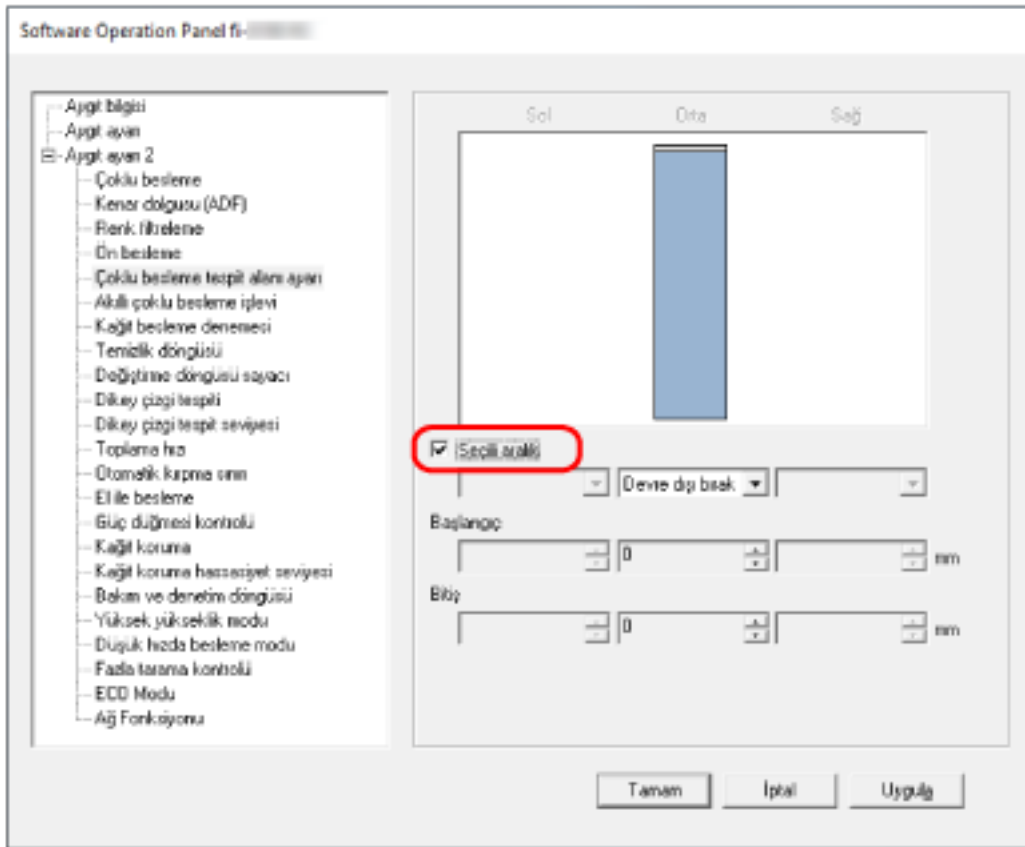 Software Operation Panel fi-
Aygıt bilgisi
Aygıt ayarı
Aygıt ayarı 2
Çoklu besleme
Kenar dolgusu (ADF)
Renk filtreleme
Ön besleme
Çoklu besleme tespit alanı ayarı
Akıllı çoklu besleme işlevi
Kağıt besleme denemesi
Temizlik döngüsü
Değiştirme döngüsü sayacı
Dikey çizgi tespiti
Dikey çizgi tespit seviyesi
Toplama hızı
Otomatik kırpma sınırı
El ile besleme
Güç düğmesi kontrolü
Kağıt koruma
Kağıt koruma hassasiyet seviyesi
Bakım ve denetim döngüsü
Yüksek yükseklik modu
Düşük hızda besleme modu
Fazla tarama kontrolü
ECO Modu
Ağ Fonksiyonu
Sol Orta Sağ
Seçili aralık
Devre dışı bırak
Başlangıç
0 mm
Bitiş
0 mm
Tamam İptal Uygula